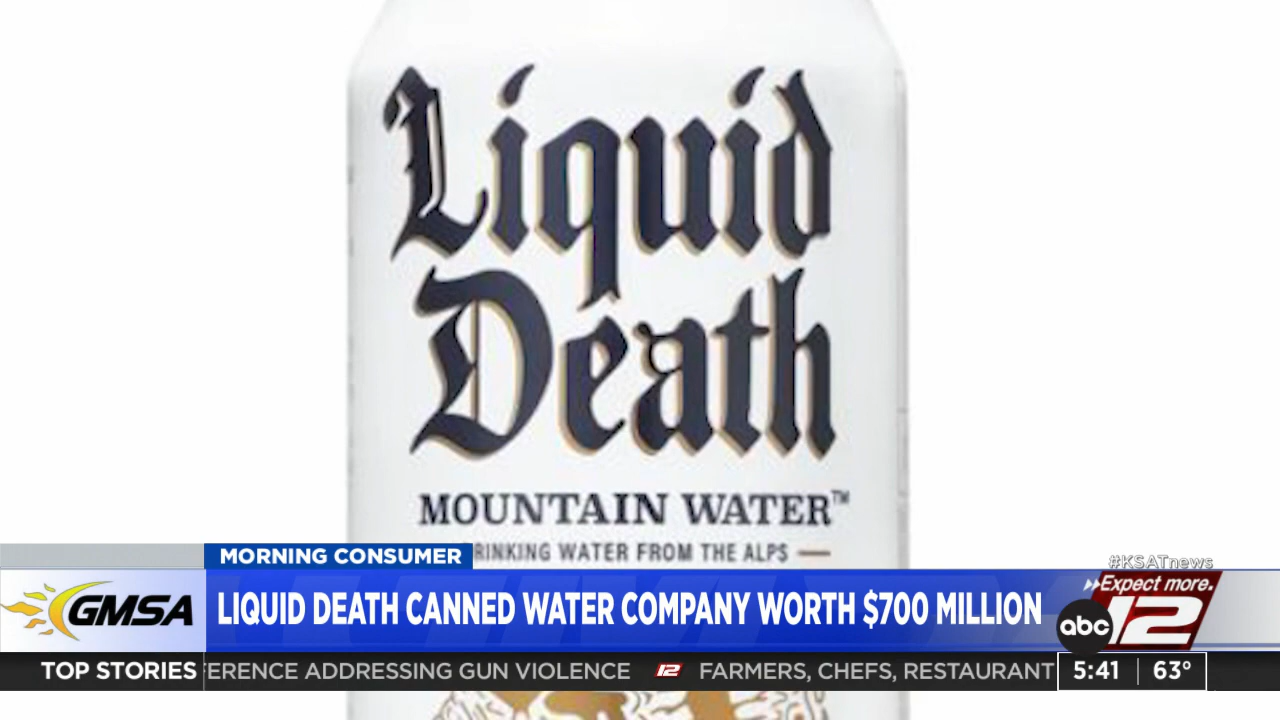 Liquid
Death
MOUNTAIN WATER™
DRINKING WATER FROM THE ALPS
MORNING CONSUMER
#KSATnews
Expect more.
GMSA
LIQUID DEATH CANNED WATER COMPANY WORTH $700 MILLION
abc
12
TOP STORIES
ERENCE ADDRESSING GUN VIOLENCE 12 FARMERS, CHEFS, RESTAURANT
5:41
63°